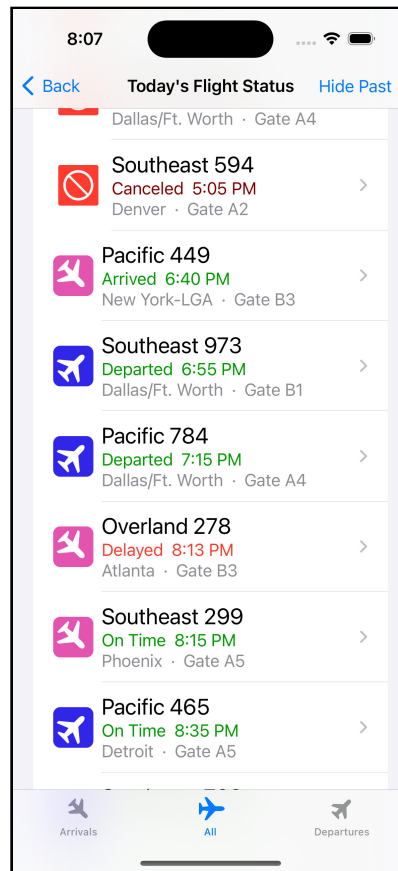 8:07
Back
Today's Flight Status
Hide Past
Dallas/Ft. Worth · Gate A4
Southeast 594
Canceled 5:05 PM
Denver · Gate A2
Pacific 449
Arrived 6:40 PM
New York-LGA · Gate B3
Southeast 973
Departed 6:55 PM
Dallas/Ft. Worth · Gate B1
Pacific 784
Departed 7:15 PM
Dallas/Ft. Worth · Gate A4
Overland 278
Delayed 8:13 PM
Atlanta · Gate B3
Southeast 299
On Time 8:15 PM
Phoenix · Gate A5
Pacific 465
On Time 8:35 PM
Detroit · Gate A5
Arrivals
All
Departures